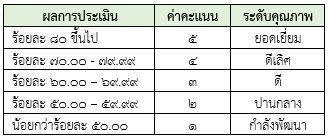 ผลการประเมิน ค่าคะแนน ระดับคุณภาพ
ร้อยละ ๘๐ ขึ้นไป ๕ ยอดเยี่ยม
ร้อยละ ๗๐.๐๐ - ๗๙.๙๙ ๔ ดีเลิศ
ร้อยละ ๖๐.๐๐ – ๖๙.๙๙ ๓ ดี
ร้อยละ ๕๐.๐๐ – ๕๙.๙๙ ๒ ปานกลาง
น้อยกว่าร้อยละ ๕๐.๐๐ ๑ กำลังพัฒนา